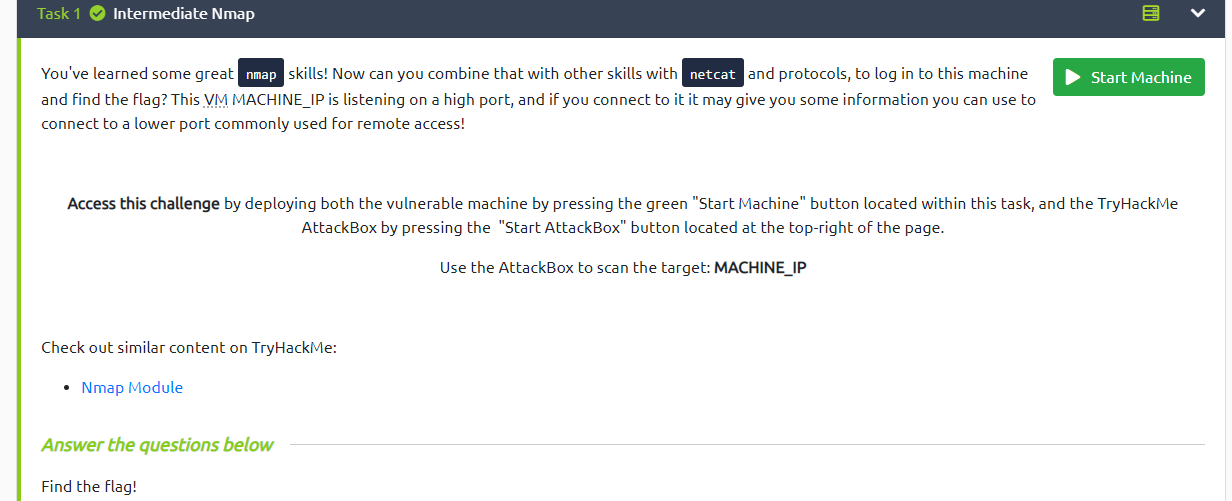 Task 1 Intermediate Nmap
You've learned some great nmap skills! Now can you combine that with other skills with netcat and protocols, to log in to this machine
Start Machine
and find the flag? This VM MACHINE_IP is listening on a high port, and if you connect to it it may give you some information you can use to
connect to a lower port commonly used for remote access!
Access this challenge by deploying both the vulnerable machine by pressing the green "Start Machine" button located within this task, and the TryHackMe
AttackBox by pressing the "Start AttackBox" button located at the top-right of the page.
Use the AttackBox to scan the target: MACHINE_IP
Check out similar content on TryHackMe:
• Nmap Module
Answer the questions below
Find the flag!